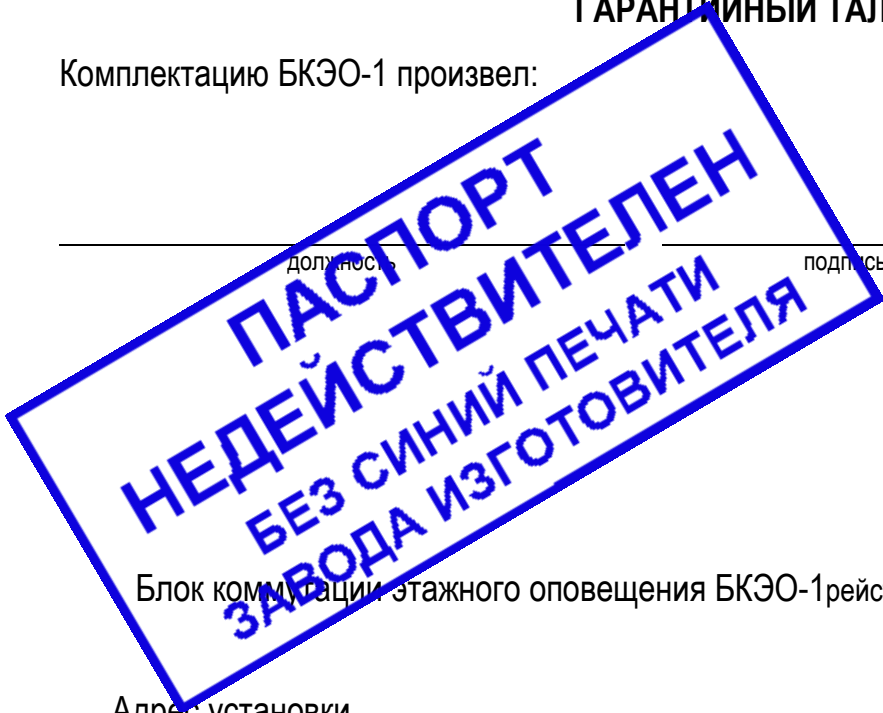 ГАРАНТИЙНЫЙ ТАЛ
Комплектацию БКЭО-1 произвел:
должность подпись
ПАСПОРТ
НЕДЕЙСТВИТЕЛЕН
БЕЗ СИНИЙ ПЕЧАТИ
ЗАВОДА ИЗГОТОВИТЕЛЯ
Блок коммутации этажного оповещения БКЭО-1рейс
Адрес установки